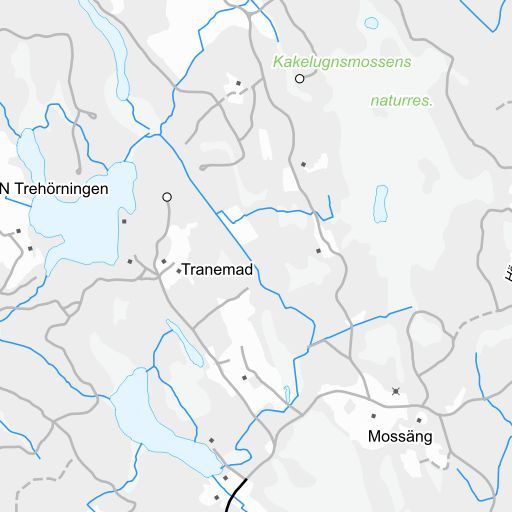 Kakelugnsmossens
naturres.
N Trehörningen
Tranemad
Mossäng